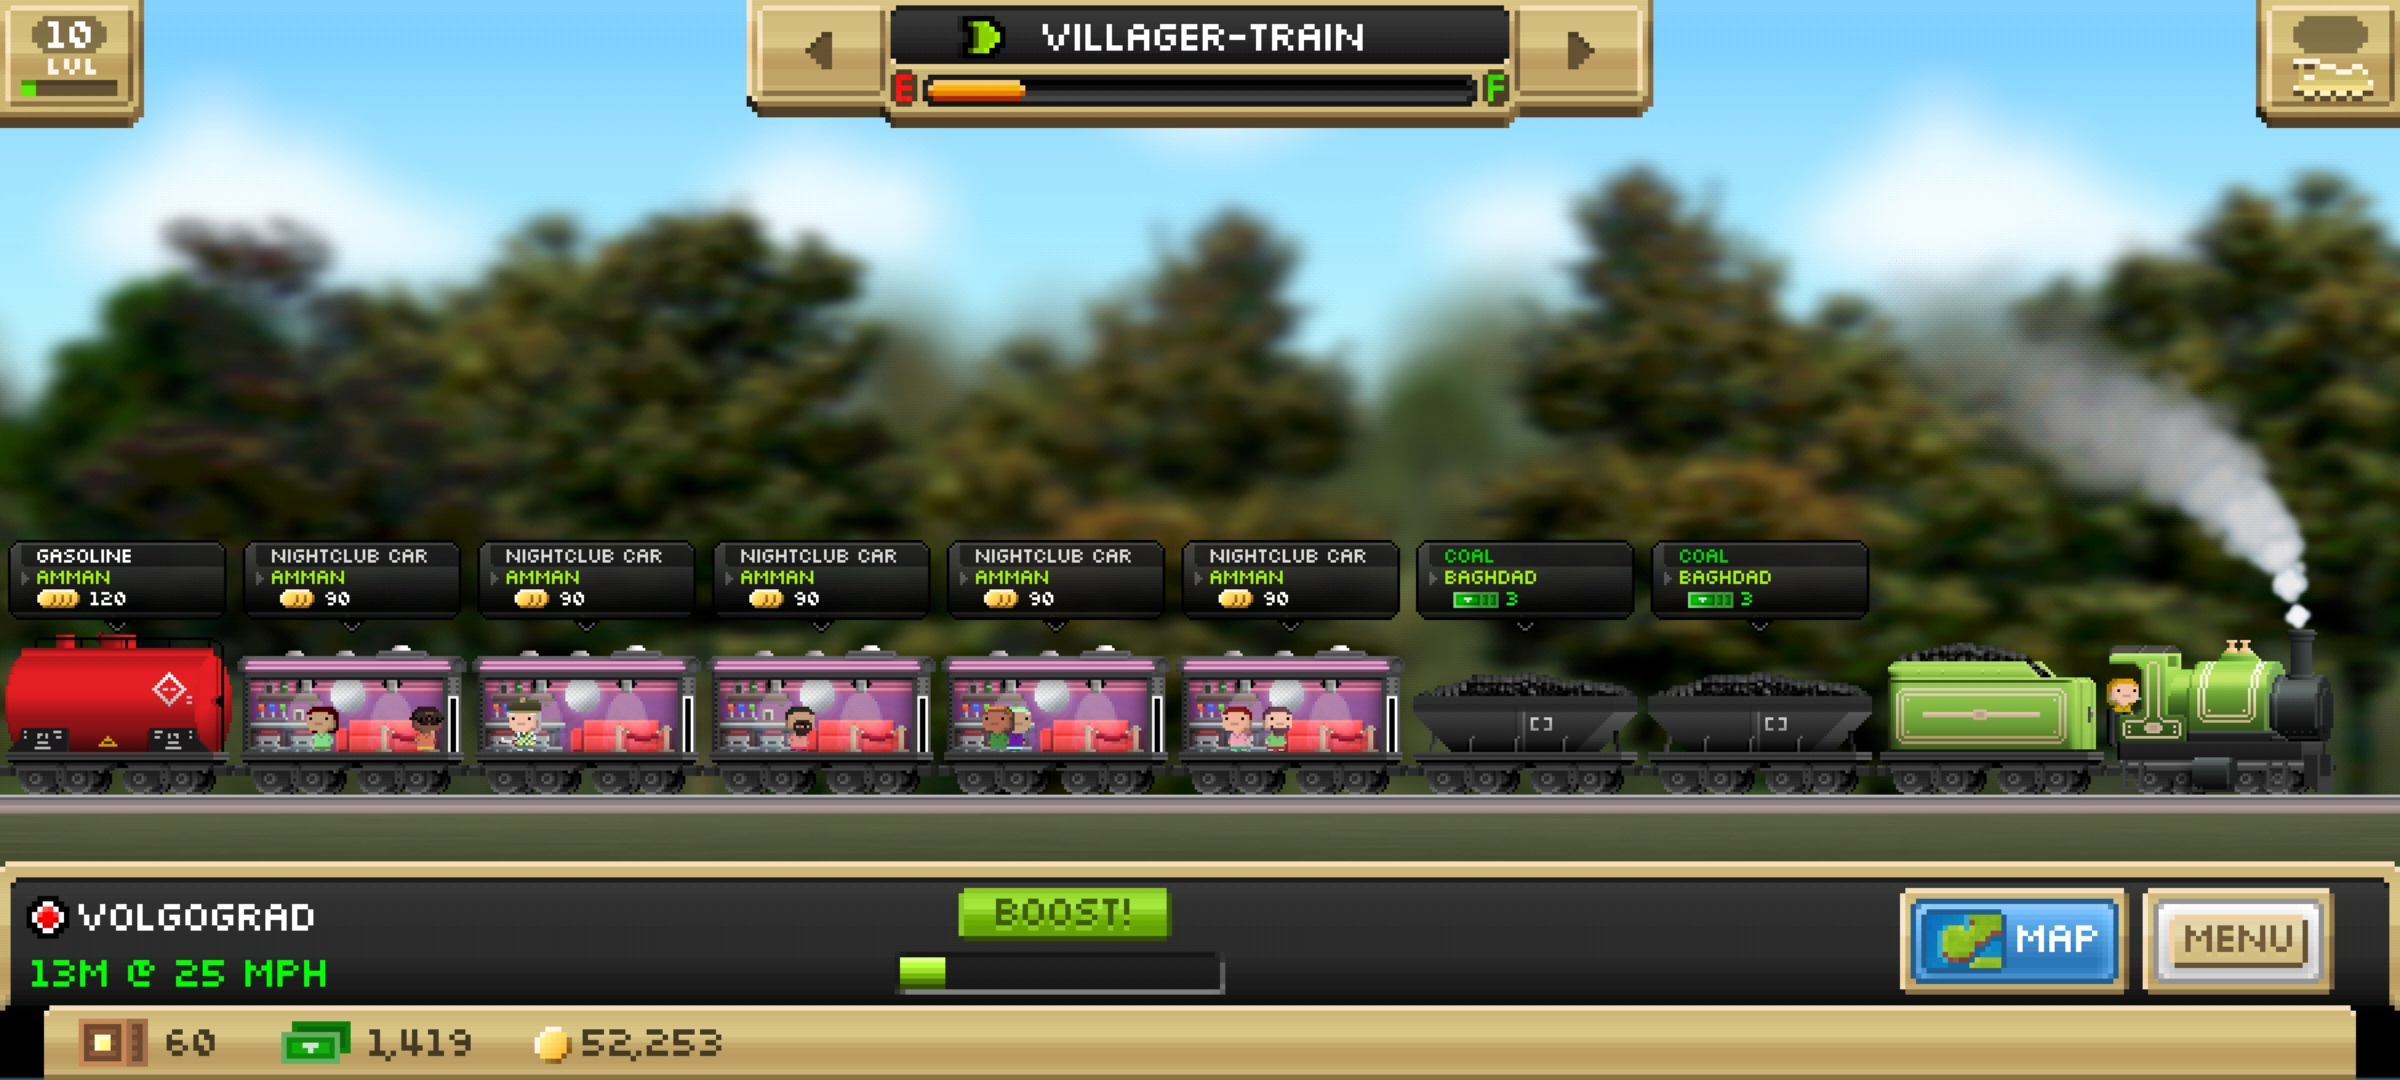 10
LVL
VILLAGER-TRAIN
E F
GASOLINE
AMMAN
120
NIGHTCLUB CAR
AMMAN
90
NIGHTCLUB CAR
AMMAN
90
NIGHTCLUB CAR
AMMAN
90
NIGHTCLUB CAR
AMMAN
90
NIGHTCLUB CAR
AMMAN
90
COAL
BAGHDAD
3
COAL
BAGHDAD
3
VOLGOGRAD
13M @ 25 MPH
BOOST!
MAP
MENU
60 1,419 52,253